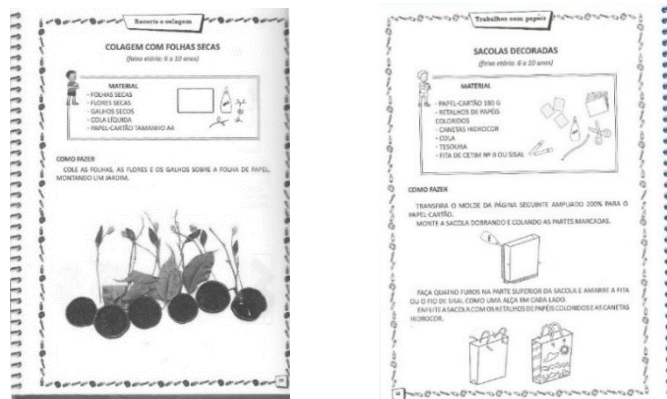 Recorte e colagem
COLAGEM COM FOLHAS SECAS
(faixa etária: 6 a 10 anos)
MATERIAL
- FOLHAS SECAS
- FLORES SECAS
- GALHOS SECOS
- COLA LÍQUIDA
- PAPEL-CARTÃO TAMANHO A4
COMO FAZER
COLE AS FOLHAS, AS FLORES E OS GALHOS SOBRE A FOLHA DE PAPEL,
MONTANDO UM JARDIM.
Trabalhos com papéis
SACOLAS DECORADAS
(faixa etária: 6 a 10 anos)
MATERIAL
- PAPEL-CARTÃO 180 G
- RETALHOS DE PAPÉIS
COLORIDOS
- CANETAS HIDROCOR
- COLA
- TESOURA
- FITA DE CETIM Nº 0 OU SISAL
COMO FAZER
TRANSFIRA O MOLDE DA PÁGINA SEGUINTE AMPLIADO 200% PARA O
PAPEL-CARTÃO.
MONTE A SACOLA DOBRANDO E COLANDO AS PARTES MARCADAS.
FAÇA QUATRO FUROS NA PARTE SUPERIOR DA SACOLA E AMARRE A FITA
OU O FIO DE SISAL COMO UMA ALÇA EM CADA LADO.
ENFEITE A SACOLA COM OS RETALHOS DE PAPÉIS COLORIDOS E AS CANETAS
HIDROCOR.